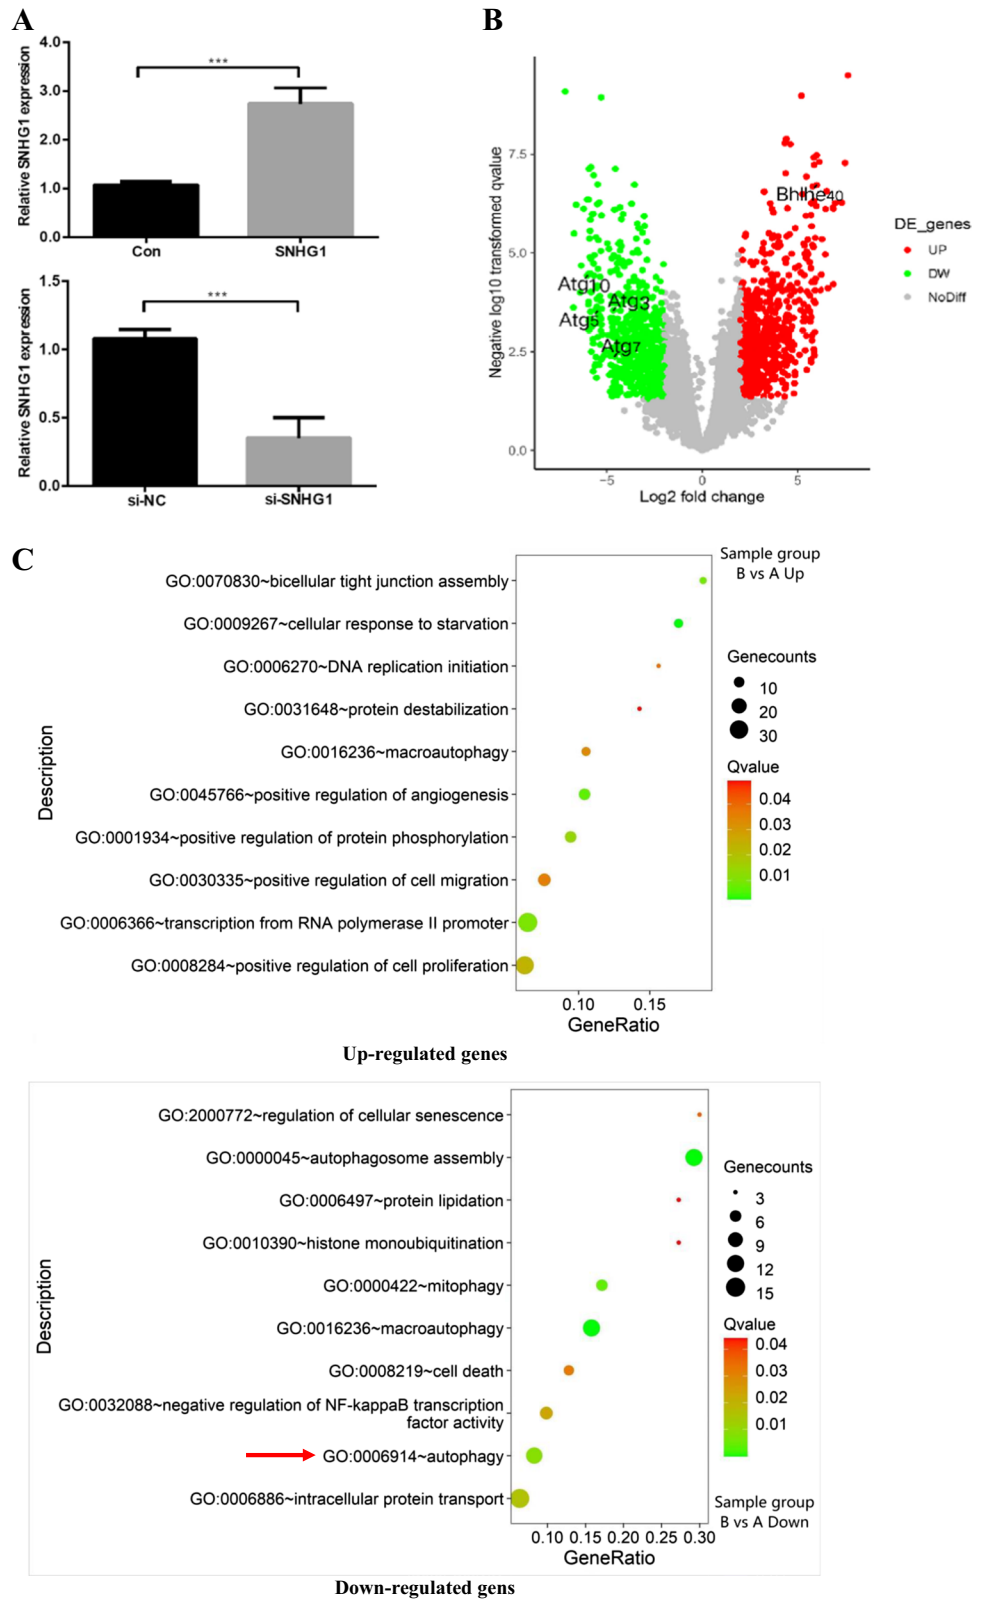 A
4.0
3.0
2.0
1.0
0.0
Relative SNHG1 expression
***
Con
SNHG1
1.5
1.0
0.5
0.0
Relative SNHG1 expression
***
si-NC
si-SNHG1
B
Negative log10 transformed qvalue
7.5
5.0
2.5
0.0
Bhlhe40
Atg10
Atg3
Atg5
Atg7
−5
0
5
Log2 fold change
DE_genes
UP
DW
NoDiff
C
Description
GO:0070830~bicellular tight junction assembly
GO:0009267~cellular response to starvation
GO:0006270~DNA replication initiation
GO:0031648~protein destabilization
GO:0016236~macroautophagy
GO:0045766~positive regulation of angiogenesis
GO:0001934~positive regulation of protein phosphorylation
GO:0030335~positive regulation of cell migration
GO:0006366~transcription from RNA polymerase II promoter
GO:0008284~positive regulation of cell proliferation
0.10 0.15
GeneRatio
Sample group
B vs A Up
Genecounts
10
20
30
Qvalue
0.04
0.03
0.02
0.01
Up-regulated genes
Description
GO:2000772~regulation of cellular senescence
GO:0000045~autophagosome assembly
GO:0006497~protein lipidation
GO:0010390~histone monoubiquitination
GO:0000422~mitophagy
GO:0016236~macroautophagy
GO:0008219~cell death
GO:0032088~negative regulation of NF-kappaB transcription
factor activity
GO:0006914~autophagy
GO:0006886~intracellular protein transport
0.10 0.15 0.20 0.25 0.30
GeneRatio
Genecounts
3
6
9
12
15
Qvalue
0.04
0.03
0.02
0.01
Sample group
B vs A Down
Down-regulated gens